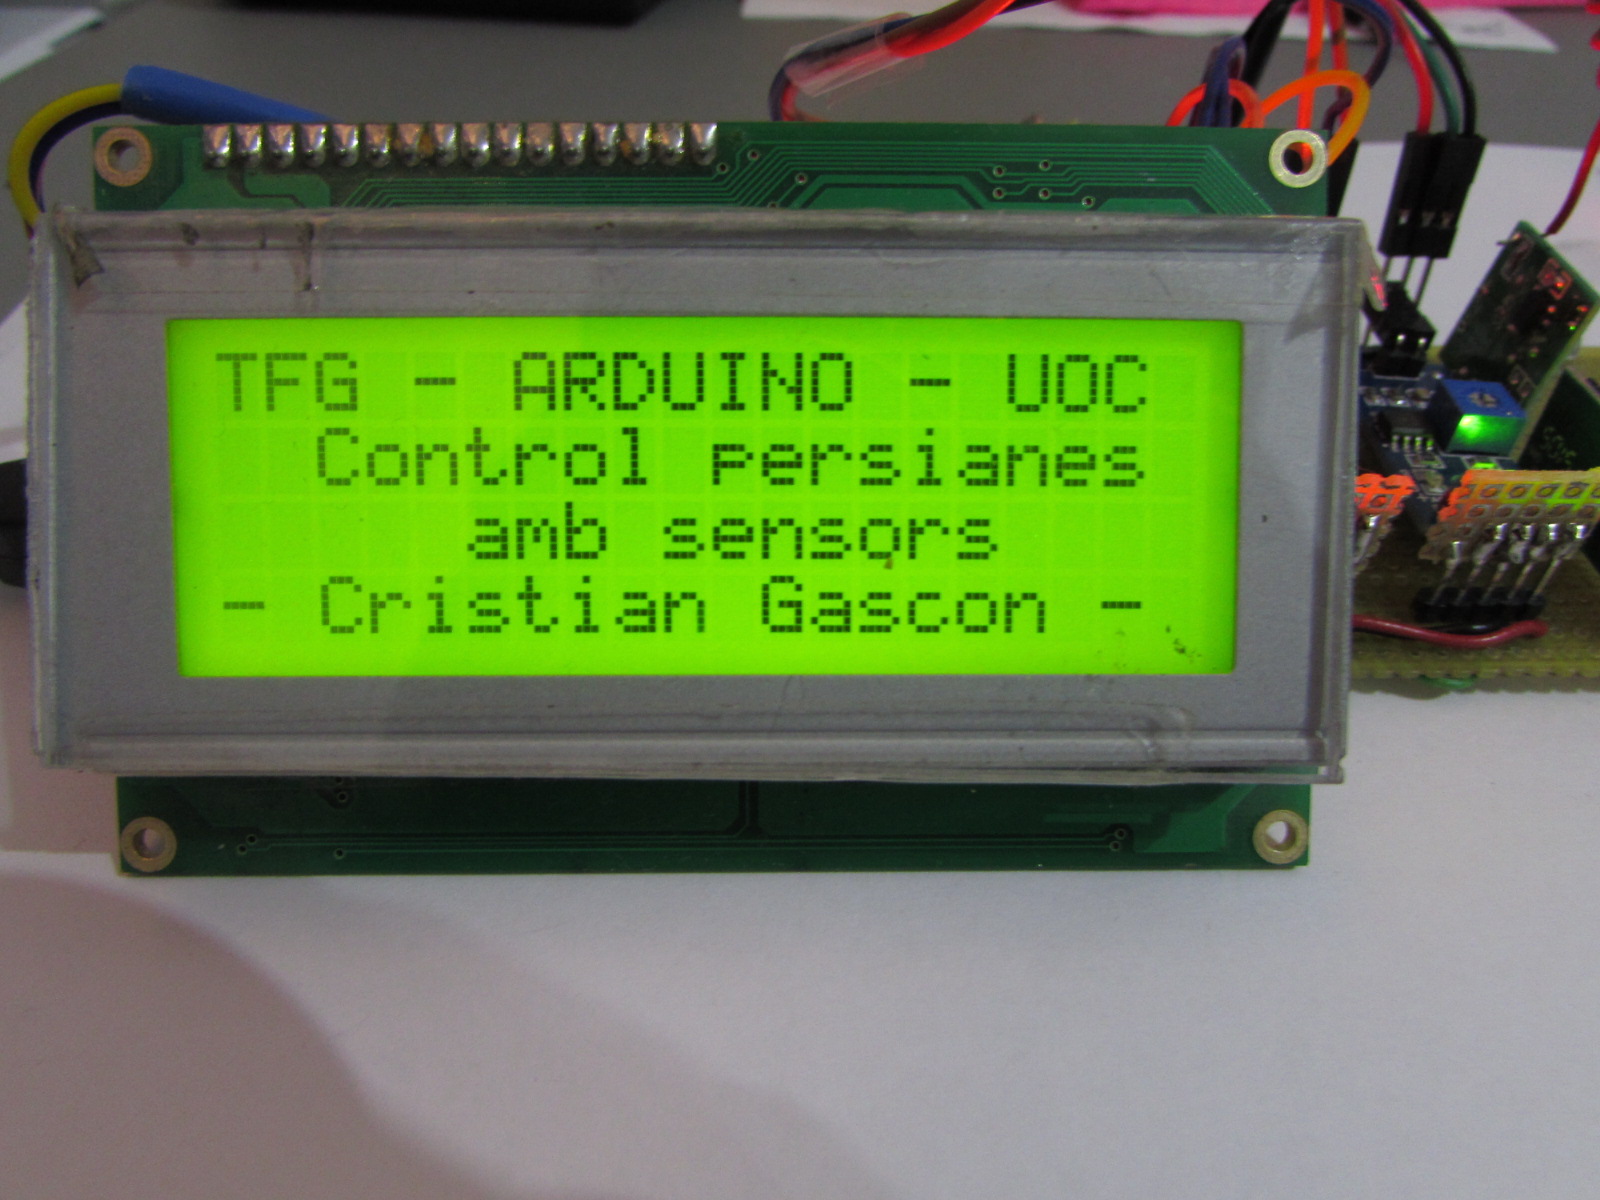 TFG - ARDUINO - UOC
Control persianes
amb sensors
- Cristian Gascon -